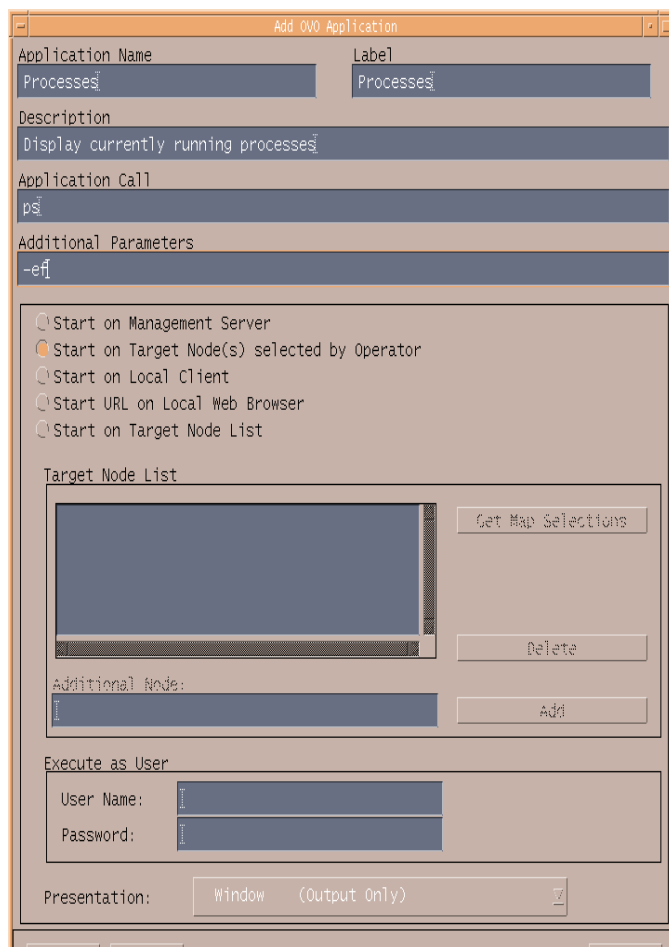 Add OVO Application
Application Name Label
Processes Processes
Description
Display currently running processes
Application Call
ps
Additional Parameters
-ef
Start on Management Server
Start on Target Node(s) selected by Operator
Start on Local Client
Start URL on Local Web Browser
Start on Target Node List
Target Node List
Get Map Selections
Delete
Additional Node:
Add
Execute as User
User Name:
Password:
Presentation: Window (Output Only)